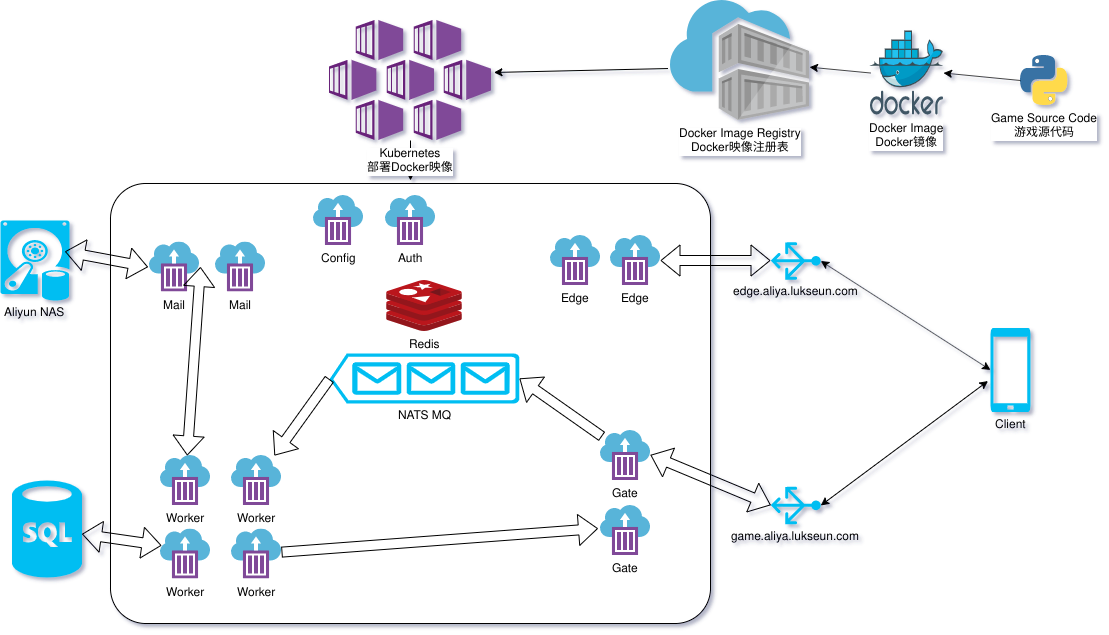 docker
Game Source Code
游戏源代码
Docker Image
Docker镜像
Docker Image Registry
Docker映像注册表
Kubernetes
部署Docker映像
Config
Auth
Mail
Mail
Edge
Edge
edge.aliya.lukseun.com
Aliyun NAS
Redis
NATS MQ
Client
Gate
Worker
Worker
SQL
game.aliya.lukseun.com
Gate
Worker
Worker